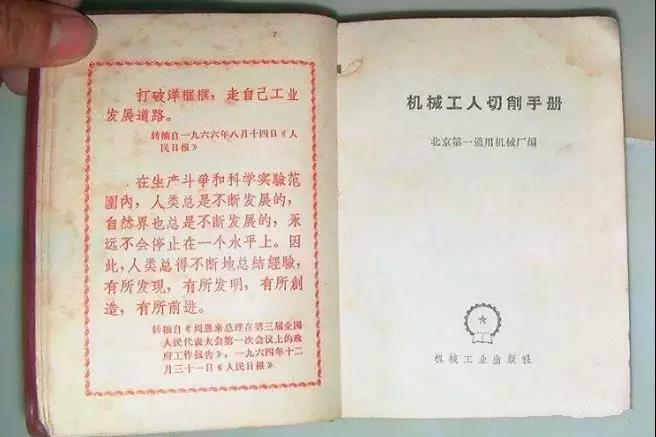 打破洋框框，走自己工业
发展道路。
转摘自一九六六年八月十四日《人
民日报》
在生产斗争和科学实驗范
圍内，人类总是不断发展的，
自然界也总是不断发展的，永
远不会停止在一个水平上。因
此，人类总得不断地总結經驗，
有所发現，有所发明，有所創
造，有所前进。
转摘自《周恩来总理在第三届全国
人民代表大会第一次会议上的政
府工作报告》。一九六四年十二
月三十一日《人民日报》
机械工人切削手册
北京第一通用机械厂编
机械工业出版社